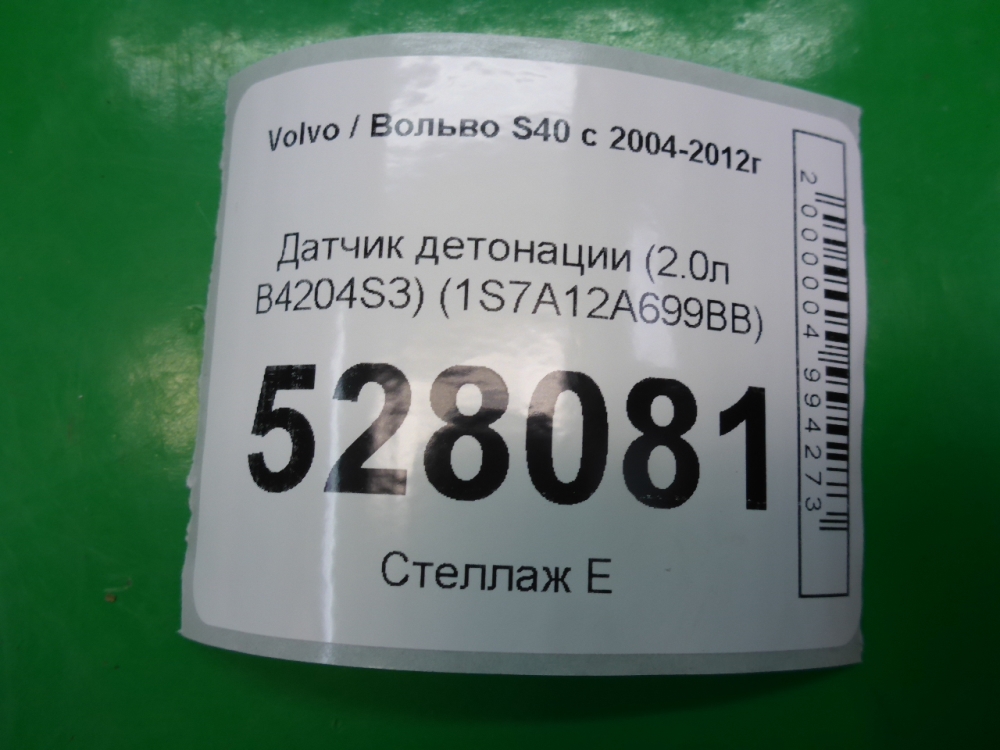 Volvo / Вольво S40 с 2004-2012г
Датчик детонации (2.0л
B4204S3) (1S7A12A699BB)
528081
Стеллаж Е
2000004994273